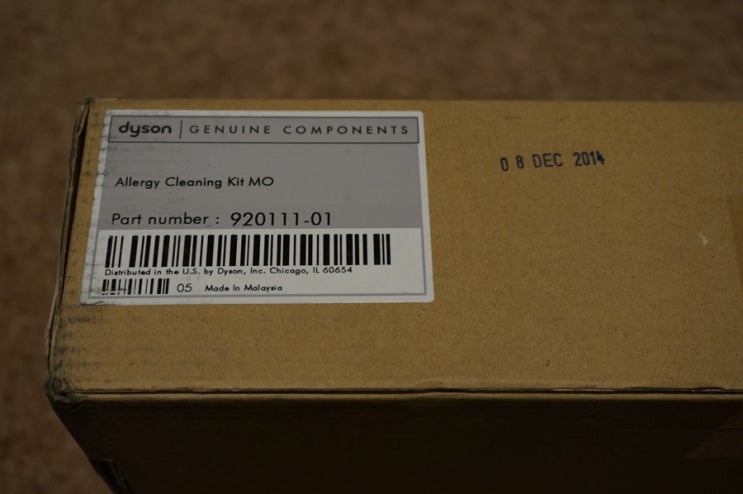 dyson GENUINE COMPONENTS
08 DEC 2014
Allergy Cleaning Kit MO
Part number : 920111-01
Distributed in the U.S. by Dyson, Inc. Chicago, IL 60654
05 Made In Malaysia